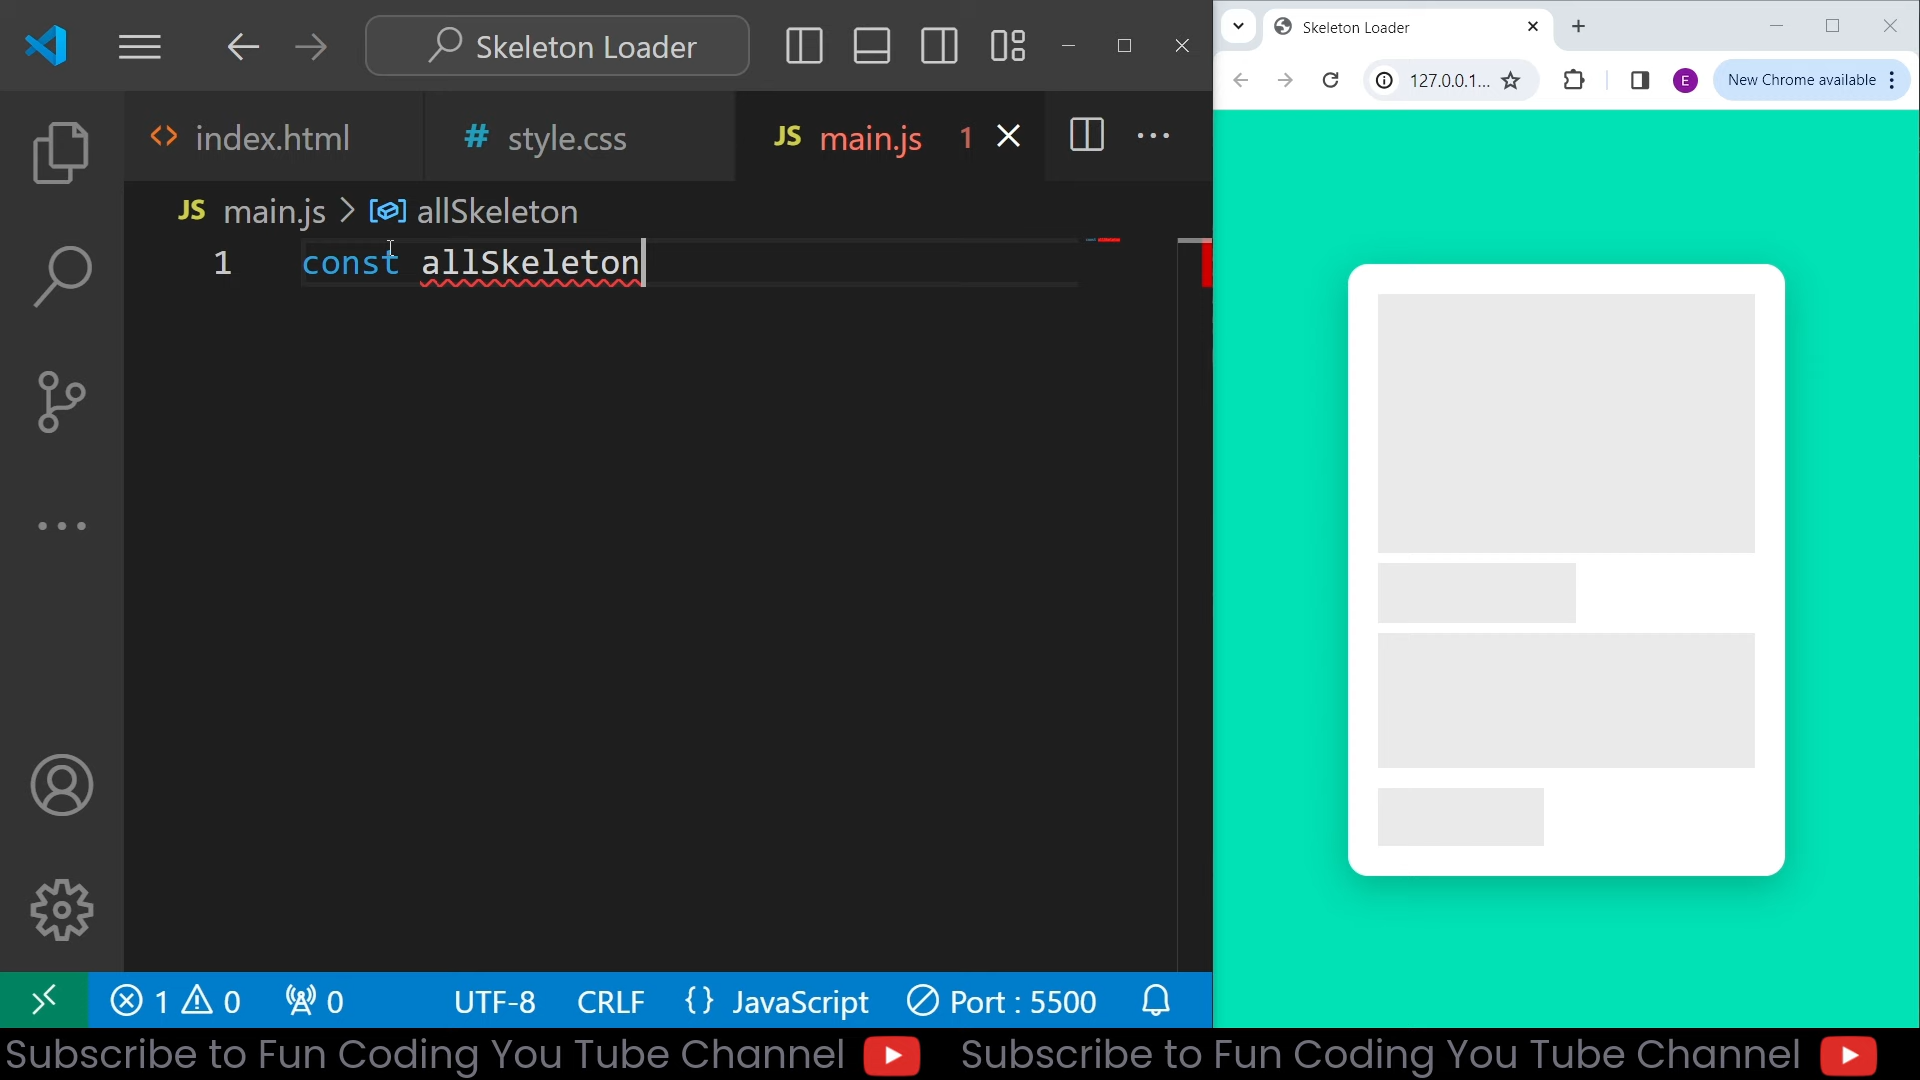 Skeleton Loader
index.html
style.css
JS main.js 1
JS main.js > allSkeleton
1 const allSkeleton
1 0 0 UTF-8 CRLF {} JavaScript Port : 5500
Skeleton Loader
127.0.0.1... E New Chrome available
Subscribe to Fun Coding You Tube Channel Subscribe to Fun Coding You Tube Channel